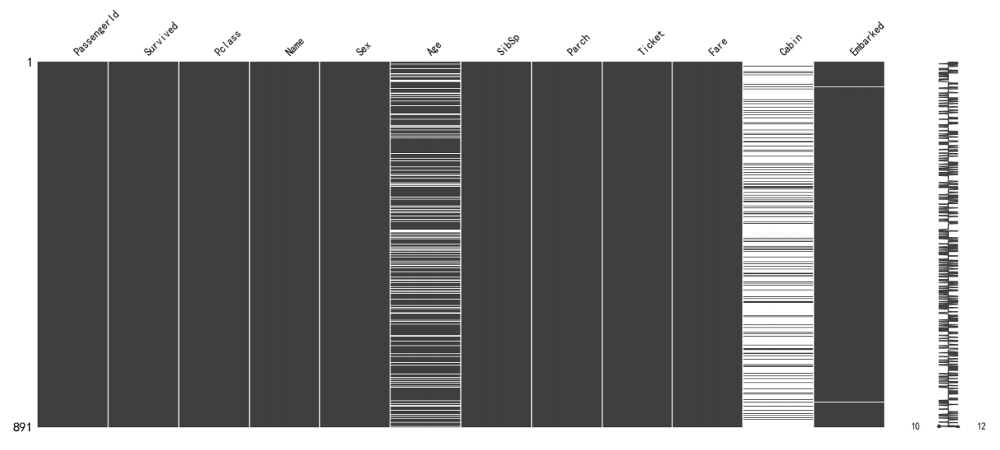 PassengerId
Survived
Pclass
Name
Sex
Age
SibSp
Parch
Ticket
Fare
Cabin
Embarked
1
891
10
12